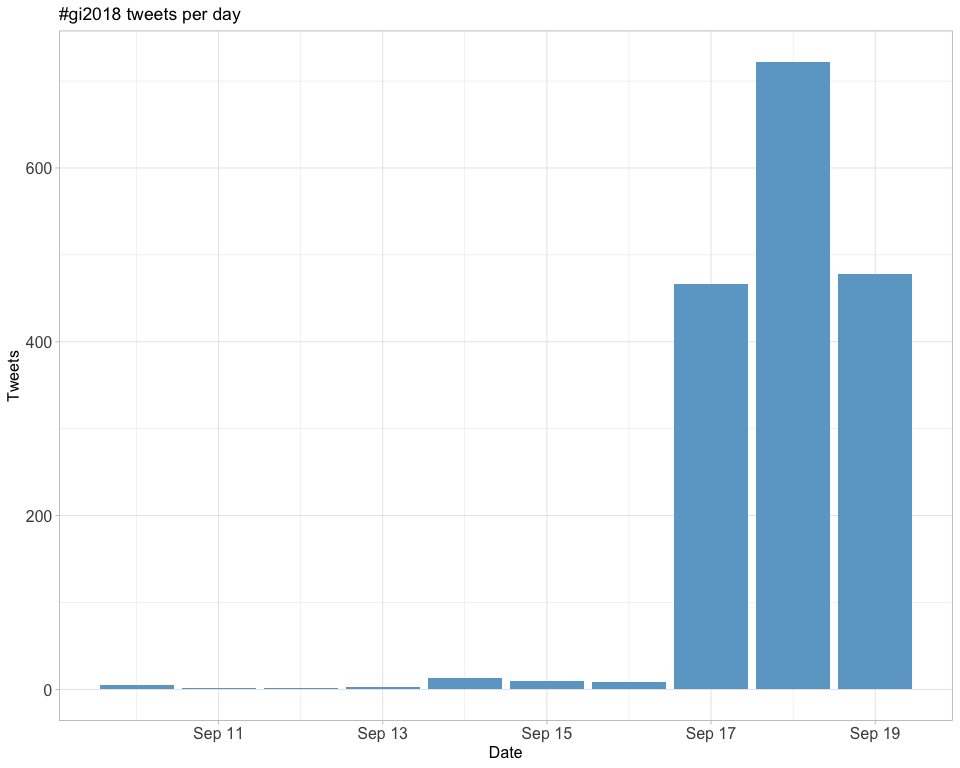 #gi2018 tweets per day
600
400
200
0
Tweets
Sep 11
Sep 13
Sep 15
Sep 17
Sep 19
Date